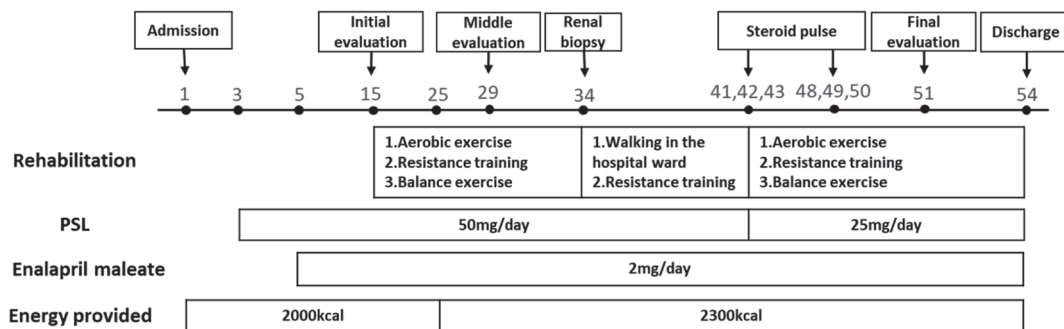 Admission
Initial
evaluation
Middle
evaluation
Renal
biopsy
Steroid pulse
Final
evaluation
Discharge
1 3 5 15 25 29 34 41,42,43 48,49,50 51 54
Rehabilitation
1.Aerobic exercise
2.Resistance training
3.Balance exercise
1.Walking in the
hospital ward
2.Resistance training
1.Aerobic exercise
2.Resistance training
3.Balance exercise
PSL
50mg/day
25mg/day
Enalapril maleate
2mg/day
Energy provided
2000kcal
2300kcal